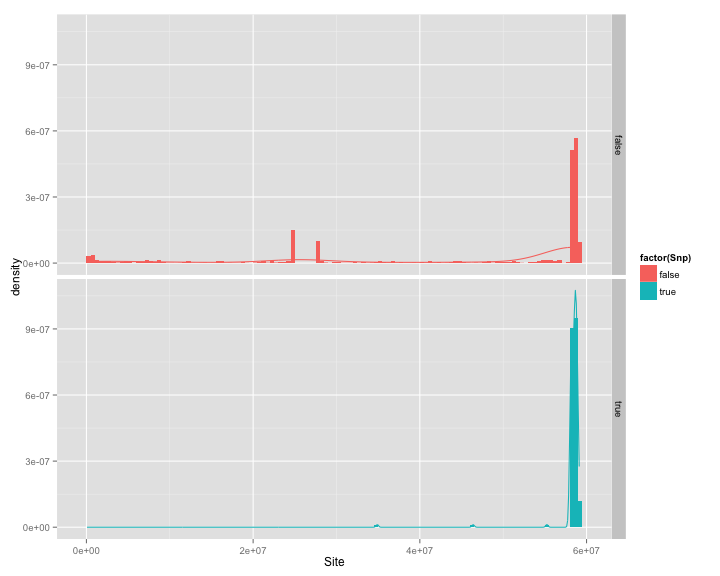 9e-07
6e-07
3e-07
0e+00
false
density
9e-07
6e-07
3e-07
0e+00
true
0e+00
2e+07
4e+07
6e+07
Site
factor(Snp)
false
true